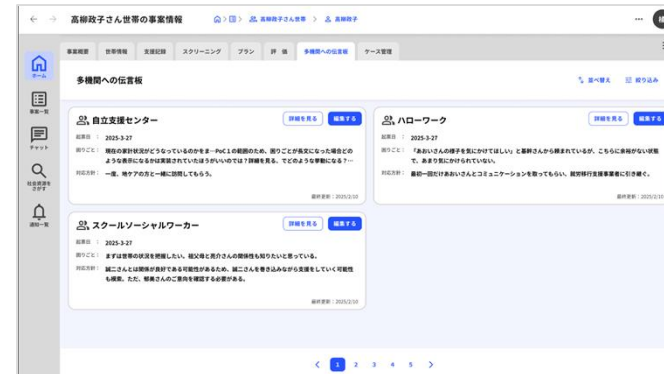 高柳政子さん世帯の事案情報
高柳政子さん世帯 > 高柳政子
事案概要 世帯情報 支援記録 スクリーニング プラン 評価 多機関への伝言板 ケース管理
ホーム
事案一覧
チャット
社会資源を
さがす
通知一覧
多機関への伝言板
並べ替え 絞り込み
自立支援センター 詳細を見る 編集する
起票日 : 2025-3-27
困りごと : 現在の家計状況がどうなっているのかをま…PoC１の範囲のため、困りごとが長文になった場合どの
ような表示になるかは実装されていたほうがいいのでは？詳細を見る、でどのような挙動になる？…
対応方針 : 一度、地ケアの方と一緒に訪問してもらう。
最終更新：2025/2/10
ハローワーク 詳細を見る 編集する
起票日 : 2025-3-27
困りごと : 「あおいさんの様子を気にかけてほしい」と基幹さんから頼まれているが、こちらに余裕がない状態
で、あまり気にかけられていない。
対応方針 : 最初一回だけあおいさんとコミュニケーションを取ってもらい、就労移行支援事業者に引き継ぐ。
最終更新：2025/2/10
スクールソーシャルワーカー 詳細を見る 編集する
起票日 : 2025-3-27
困りごと : まずは世帯の状況を把握したい。祖父母と亮介さんの関係性も知りたいと思っている。
対応方針 : 誠二さんとは関係が良好である可能性があるため、誠二さんを巻き込みながら支援をしていく可能性
も模索。ただ、郁美さんのご意向を確認する必要がある。
最終更新：2025/2/10
1 2 3 4 5